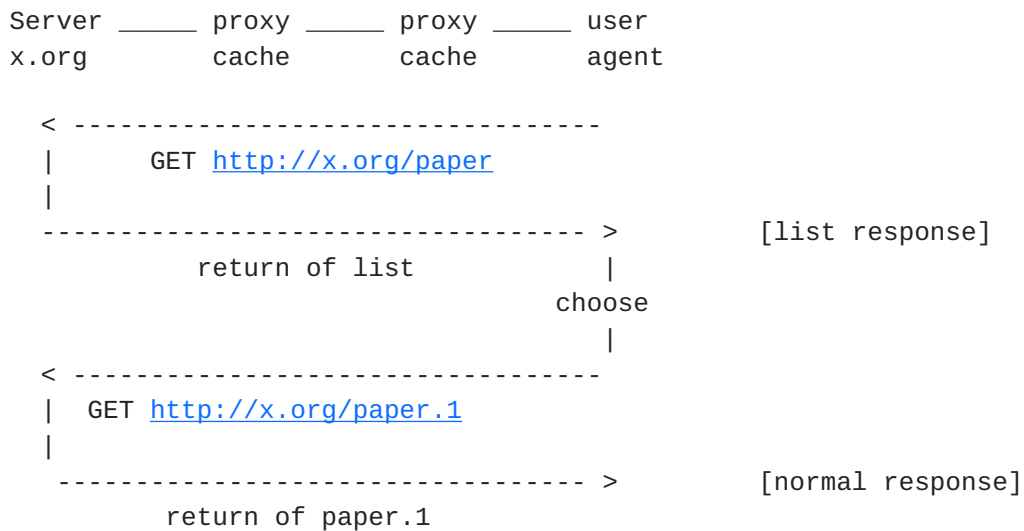 Server _____ proxy _____ proxy _____ user
x.org         cache       cache       agent
< ----------------------------------
|      GET http://x.org/paper
|
----------------------------------- >         [list response]
return of list            |
choose
|
< ----------------------------------
|  GET http://x.org/paper.1
|
---------------------------------- >         [normal response]
return of paper.1